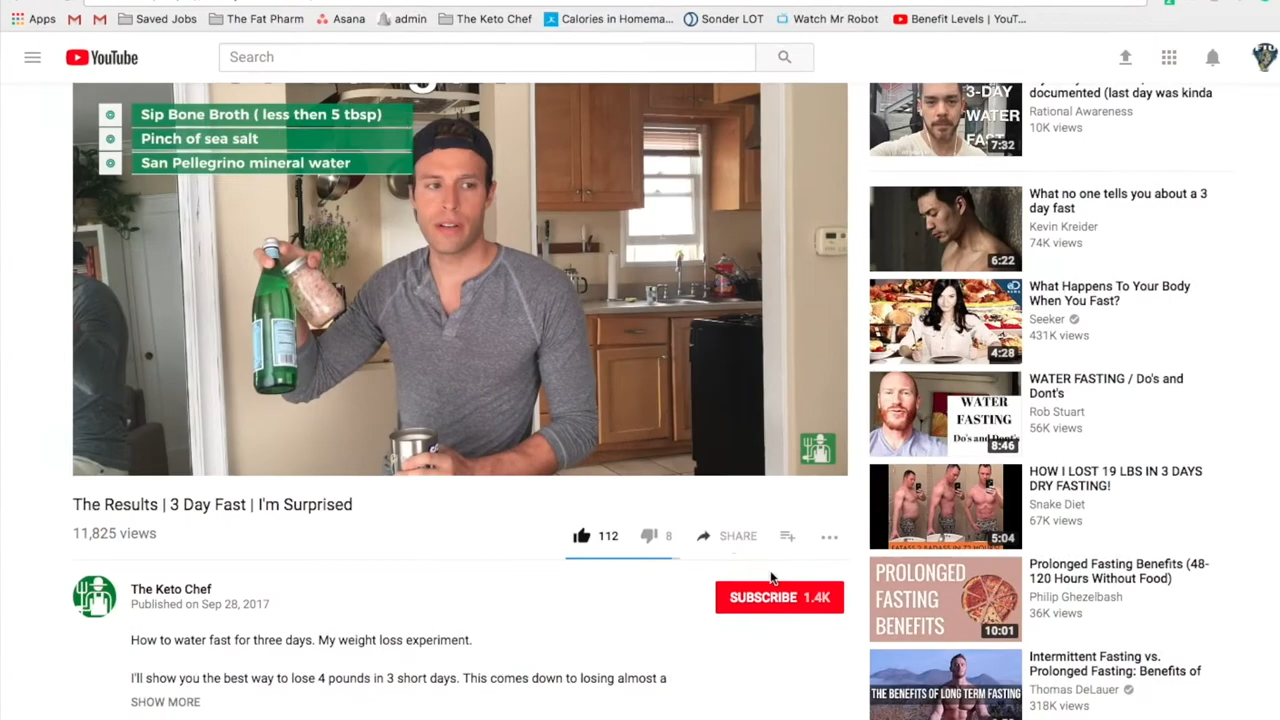 Apps
Saved Jobs
The Fat Pharm
Asana
admin
The Keto Chef
Calories in Homema...
Sonder LOT
Watch Mr Robot
Benefit Levels | YouT...
YouTube
Search
Sip Bone Broth ( less then 5 tbsp)
Pinch of sea salt
San Pellegrino mineral water
The Results | 3 Day Fast | I'm Surprised
11,825 views
112
8
SHARE
The Keto Chef
Published on Sep 28, 2017
SUBSCRIBE 1.4K
How to water fast for three days. My weight loss experiment.
I'll show you the best way to lose 4 pounds in 3 short days. This comes down to losing almost a
SHOW MORE
3-DAY
WATER
FAST
7:32
documented (last day was kinda
Rational Awareness
10K views
6:22
What no one tells you about a 3
day fast
Kevin Kreider
74K views
4:28
What Happens To Your Body
When You Fast?
Seeker
431K views
WATER
FASTING
Do's and Dont's
8:46
WATER FASTING / Do's and
Dont's
Rob Stuart
56K views
5:04
HOW I LOST 19 LBS IN 3 DAYS
DRY FASTING!
Snake Diet
67K views
PROLONGED
FASTING
BENEFITS
10:01
Prolonged Fasting Benefits (48-
120 Hours Without Food)
Philip Ghezelbash
36K views
THE BENEFITS OF LONG TERM FASTING
Intermittent Fasting vs.
Prolonged Fasting: Benefits of
Thomas DeLauer
318K views